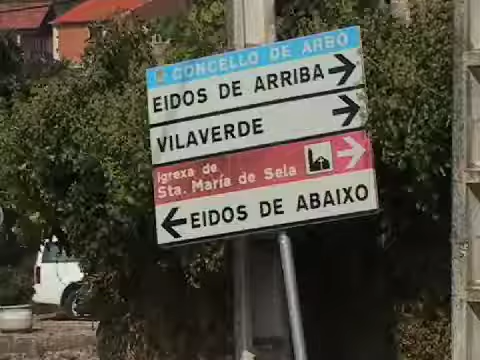 CONCELLO DE ARBO
EIDOS DE ARRIBA
VILAVERDE
Igrexa de
Sta. María de Sela
EIDOS DE ABAIXO